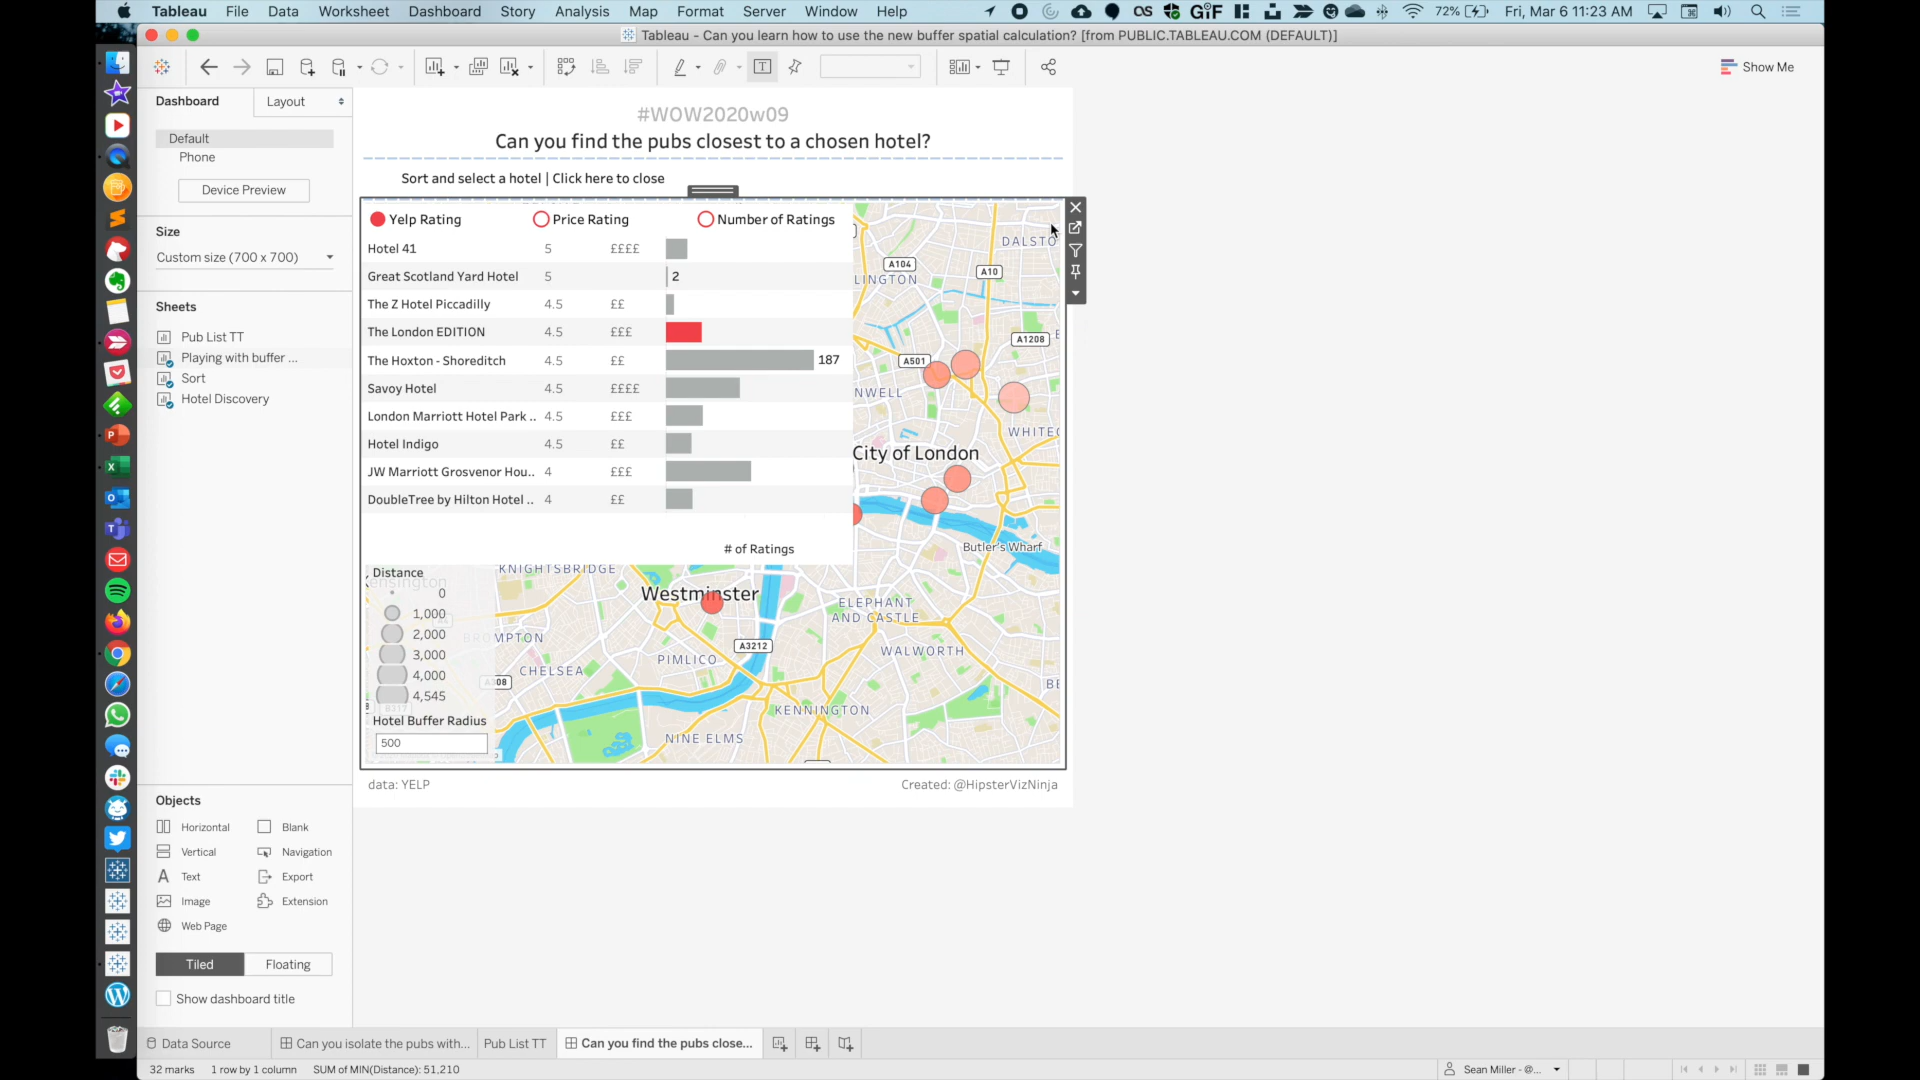 Tableau File Data Worksheet Dashboard Story Analysis Map Format Server Window Help GiF 72% Fri, Mar 6 11:23 AM
Tableau - Can you learn how to use the new buffer spatial calculation? [from PUBLIC.TABLEAU.COM (DEFAULT)]
Show Me
Dashboard Layout
Default
Phone
Device Preview
Size
Custom size (700 x 700)
Sheets
Pub List TT
Playing with buffer ...
Sort
Hotel Discovery
Objects
Horizontal Blank
Vertical Navigation
Text Export
Image Extension
Web Page
Tiled Floating
Show dashboard title
#WOW2020w09
Can you find the pubs closest to a chosen hotel?
Sort and select a hotel | Click here to close
Yelp Rating Price Rating Number of Ratings
Hotel 41 5 ££££
Great Scotland Yard Hotel 5 2
The Z Hotel Piccadilly 4.5 ££
The London EDITION 4.5 £££
The Hoxton - Shoreditch 4.5 ££ 187
Savoy Hotel 4.5 ££££
London Marriott Hotel Park .. 4.5 £££
Hotel Indigo 4.5 ££
JW Marriott Grosvenor Hou.. 4 £££
DoubleTree by Hilton Hotel .. 4 ££
# of Ratings
DALSTO
A104
A10
LINGTON
A1208
A501
NWELL
WHITEC
City of London
Butler's Wharf
Distance
0
1,000
2,000
3,000
4,000
4,545
Hotel Buffer Radius
500
KNIGHTSBRIDGE
Westminster
ELEPHANT
AND CASTLE
BROMPTON
A3212
WALWORTH
PIMLICO
CHELSEA
A308
BE
B217
KENNINGTON
NINE ELMS
data: YELP Created: @HipsterVizNinja
Data Source Can you isolate the pubs with... Pub List TT Can you find the pubs close...
32 marks 1 row by 1 column SUM of MIN(Distance): 51,210 Sean Miller - @...